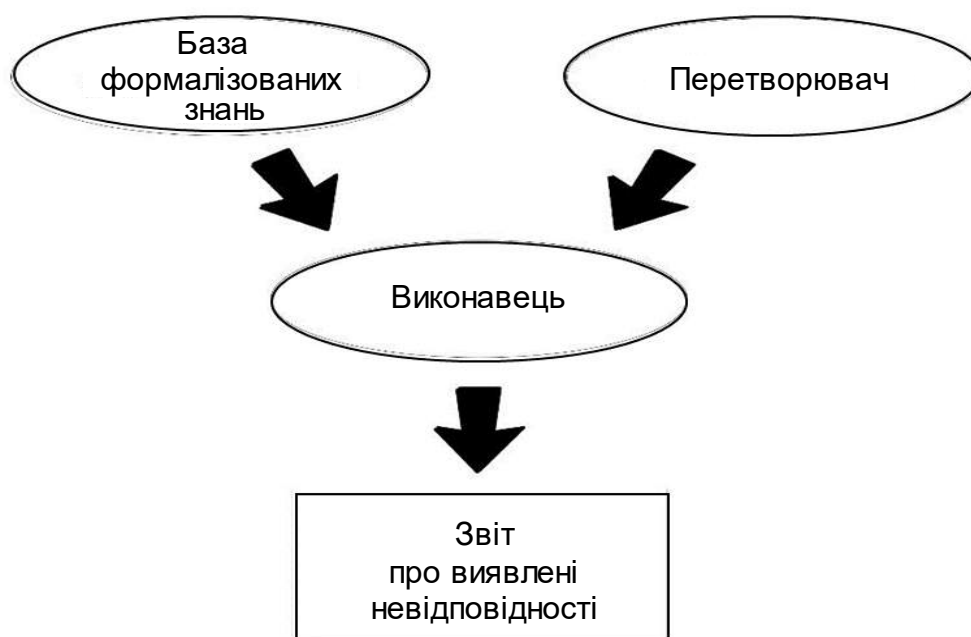 База
формалізованих
знань
Перетворювач
Виконавець
Звіт
про виявлені
невідповідності